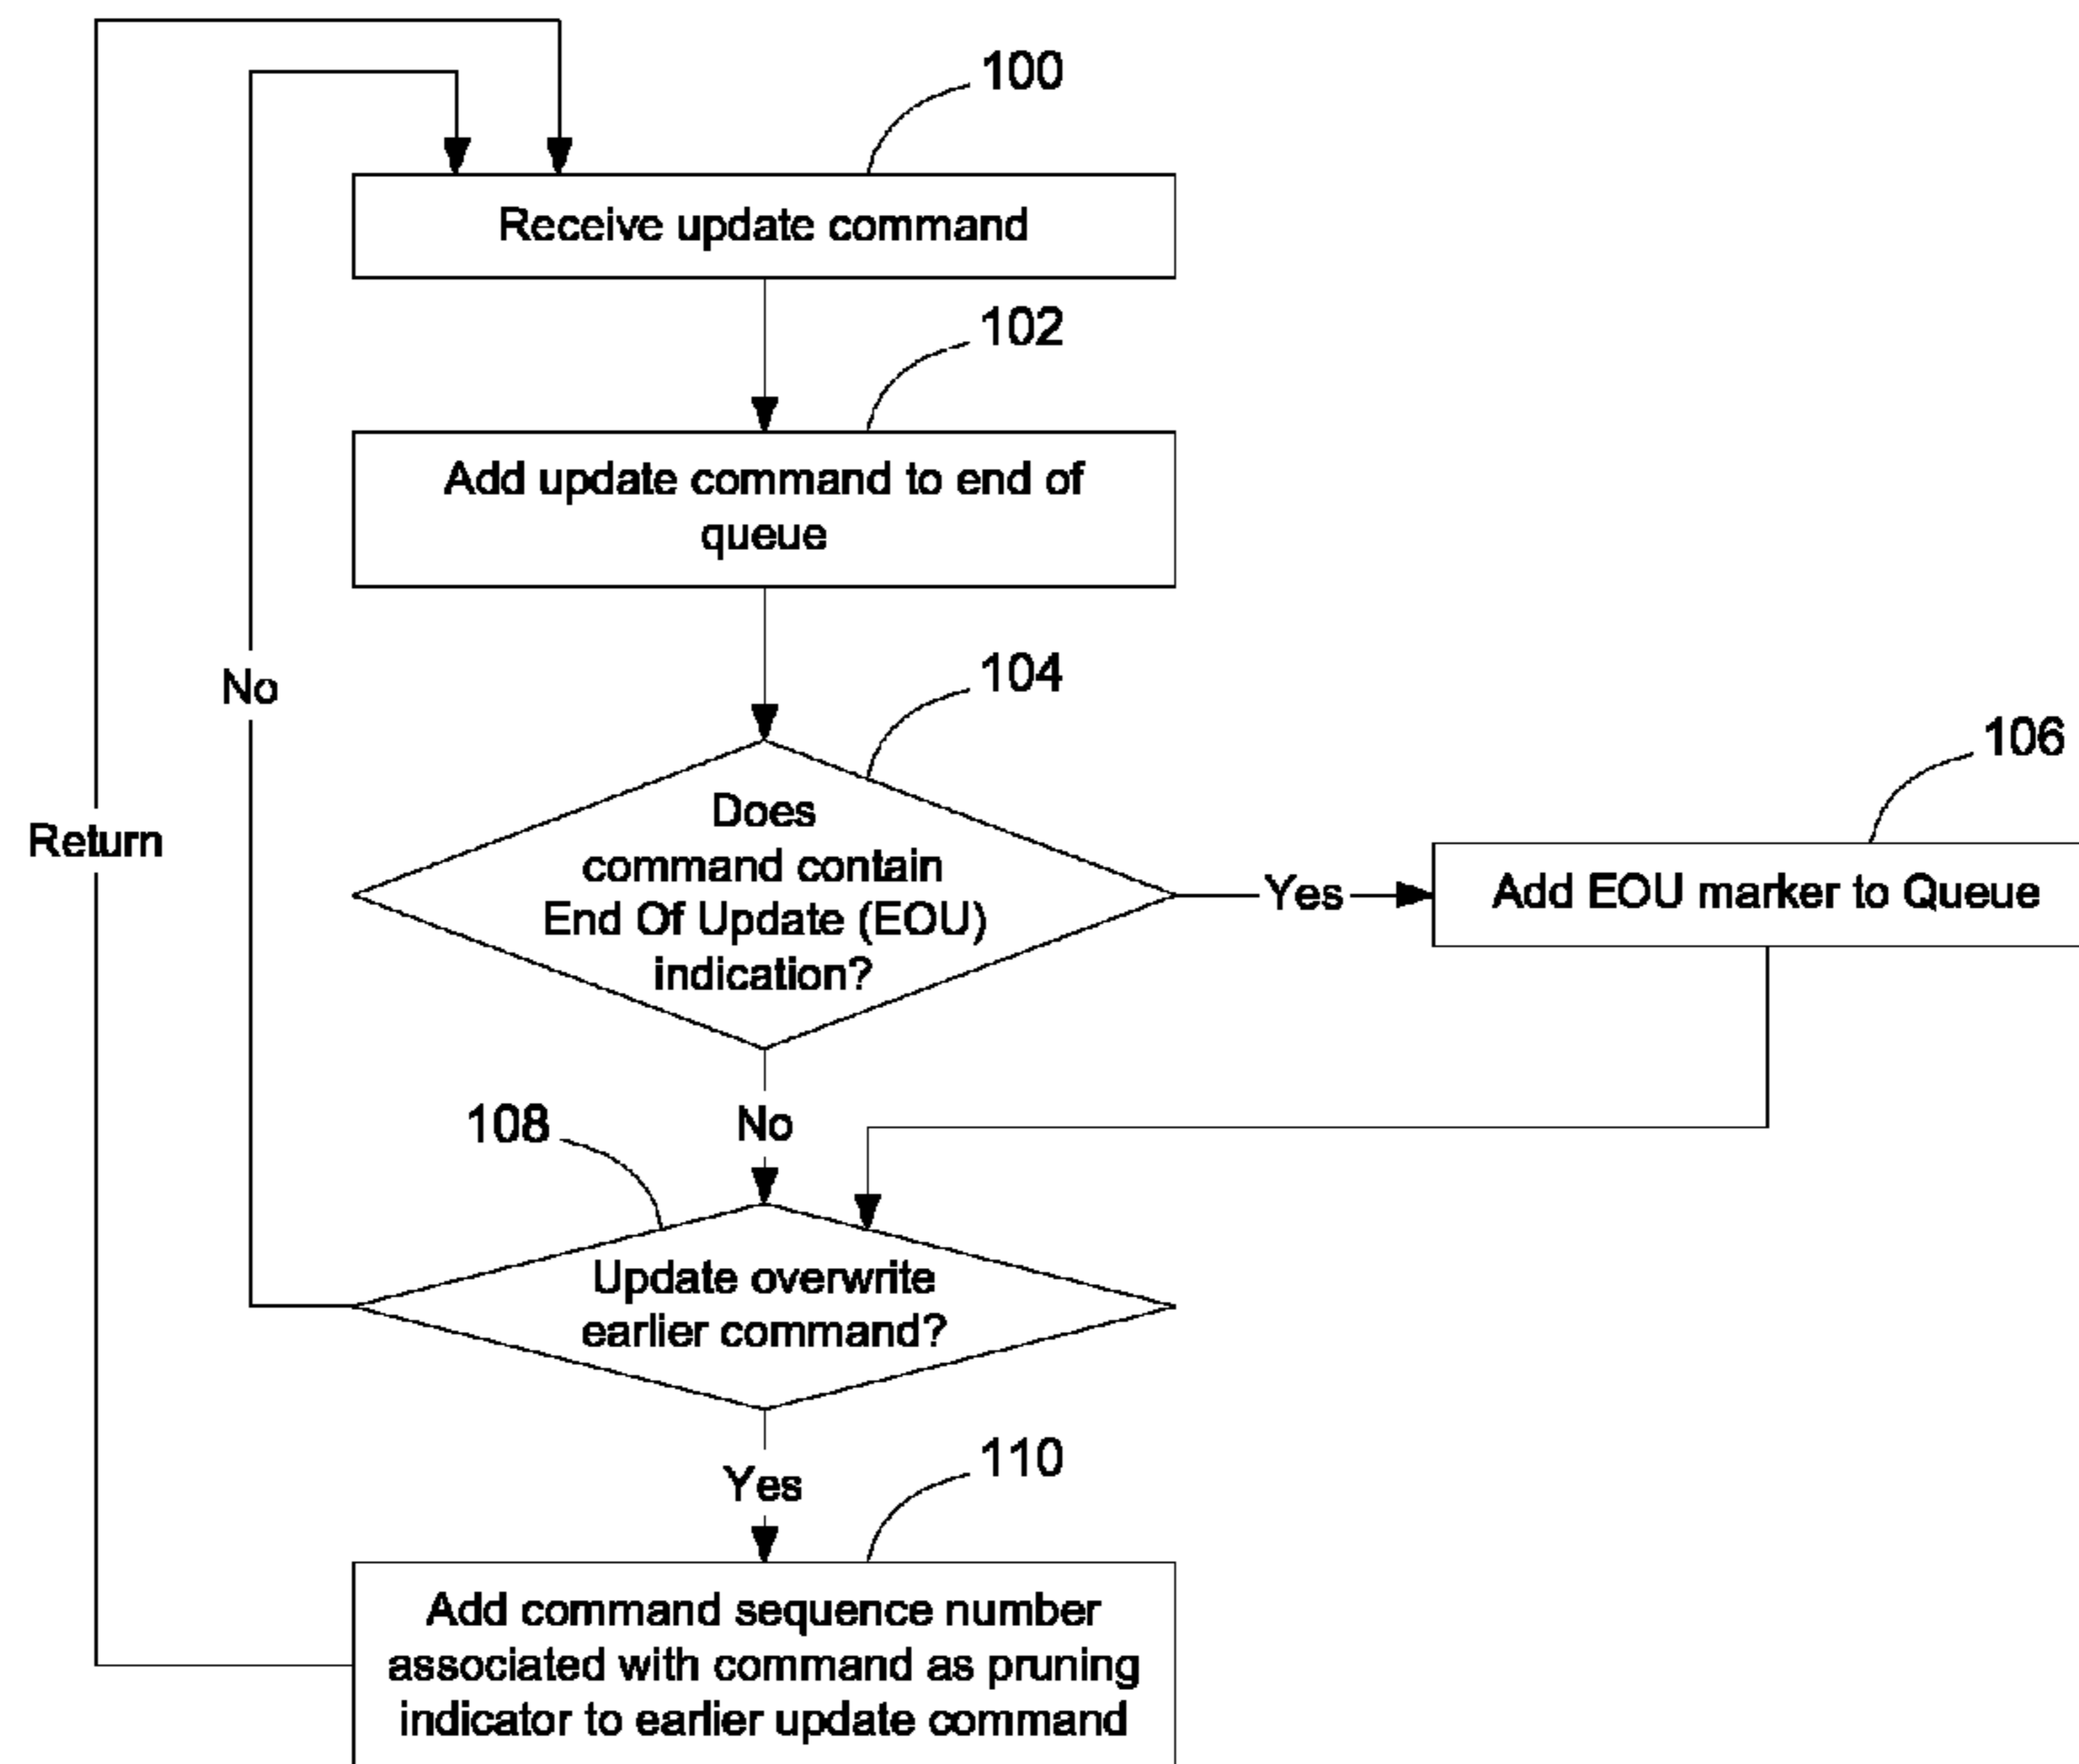 100
Receive update command
102
Add update command to end of
queue
104
No
106
Does
command contain
End Of Update (EOU)
indication?
Return
Yes
Add EOU marker to Queue
108
No
Update overwrite
earlier command?
Yes
110
Add command sequence number
associated with command as pruning
indicator to earlier update command